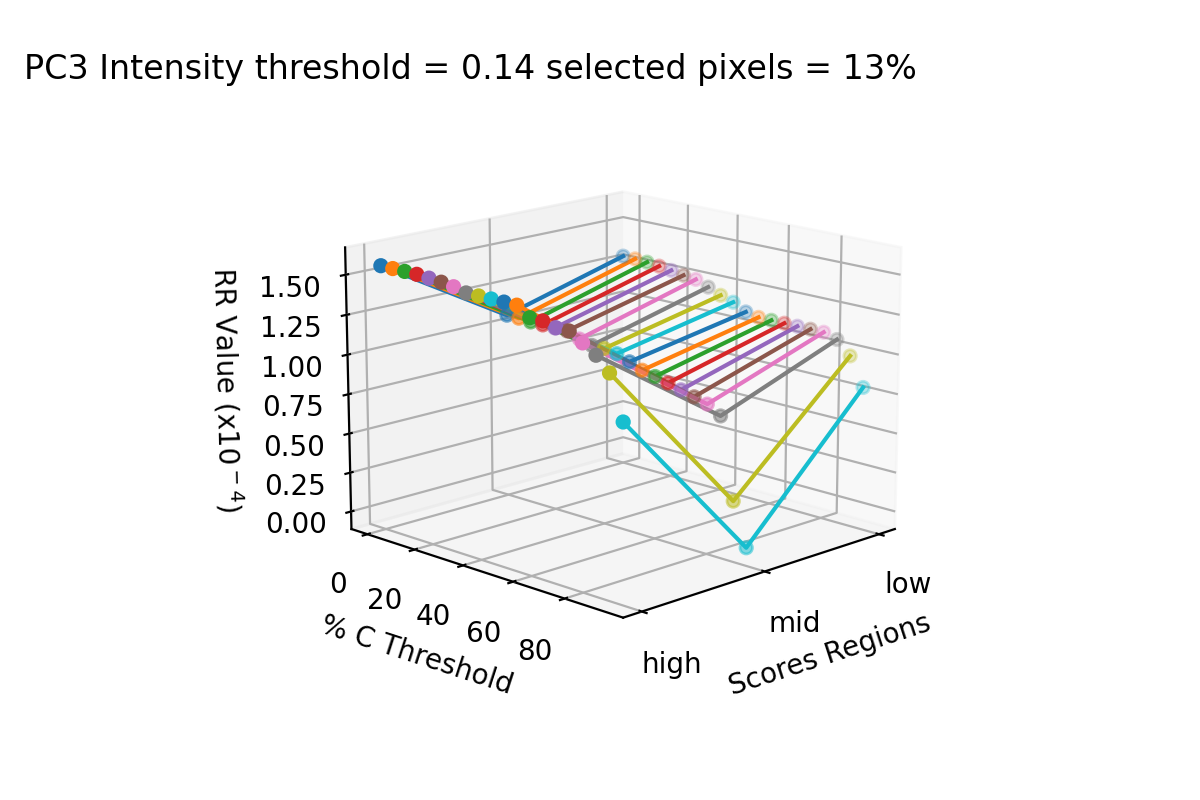 PC3 Intensity threshold = 0.14 selected pixels = 13%
RR Value (x10⁻⁴)
1.50
1.25
1.00
0.75
0.50
0.25
0.00
0
20
40
60
80
% C Threshold
high
mid
low
Scores Regions